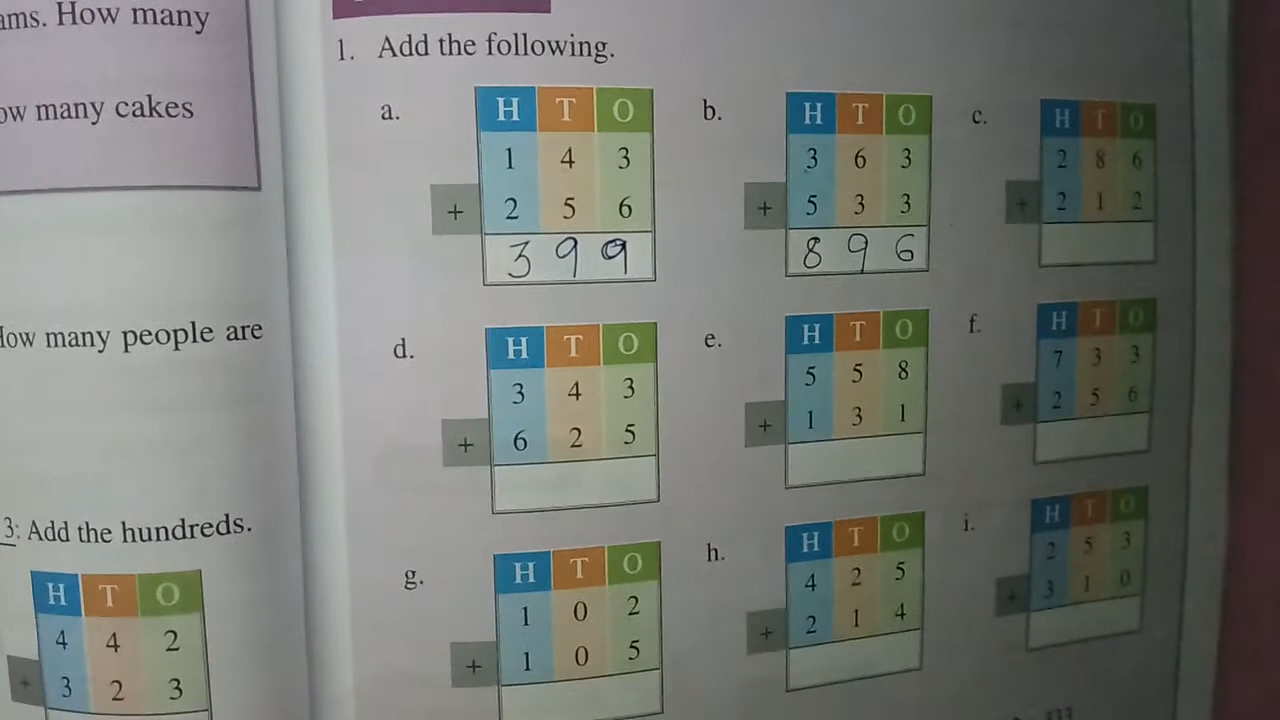 ams. How many
ow many cakes
How many people are
3: Add the hundreds.
H T O
4 4 2
+ 3 2 3
1. Add the following.
a.
H T O
1 4 3
+ 2 5 6
3 9 9
b.
H T O
3 6 3
+ 5 3 3
8 9 6
c.
H T O
2 8 6
+ 2 1 2
d.
H T O
3 4 3
+ 6 2 5
e.
H T O
5 5 8
+ 1 3 1
f.
H T O
7 3 3
+ 2 5 6
g.
H T O
1 0 2
+ 1 0 5
h.
H T O
4 2 5
+ 2 1 4
i.
H T O
2 5 3
+ 3 1 0